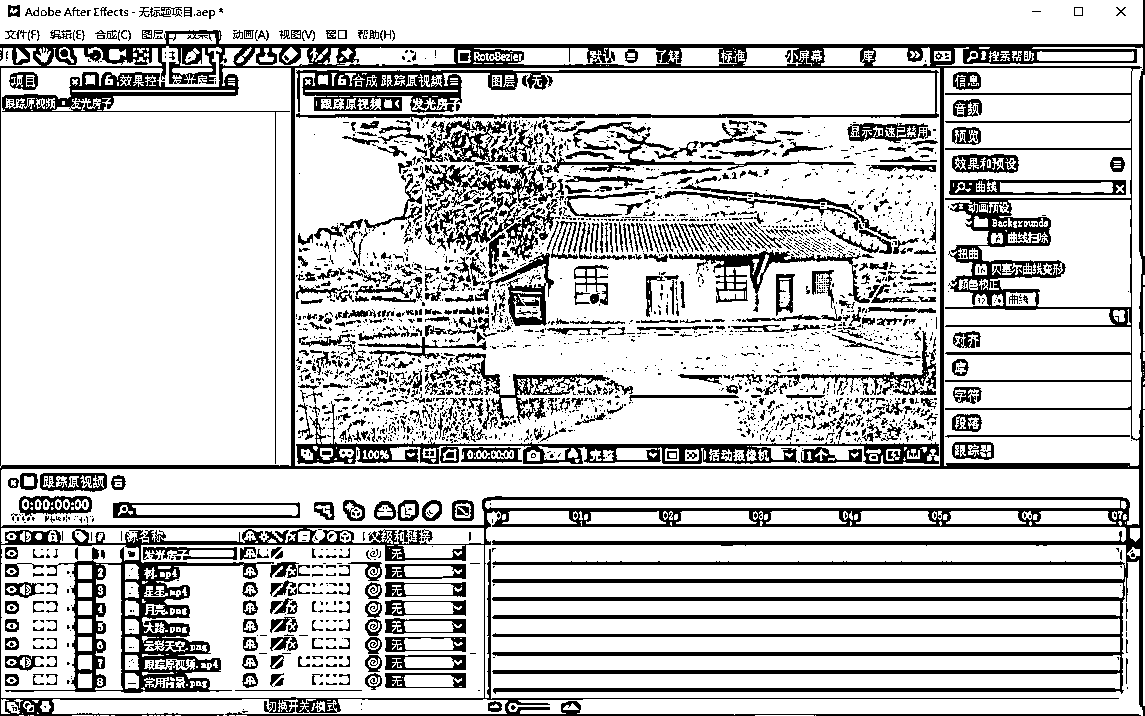 Adobe After Effects - 无标题项目.aep *
文件(F) 编辑(E) 合成(C) 图层(L) 效果(T) 动画(A) 视图(V) 窗口 帮助(H)
RotoBezier 默认 了解 标准 小屏幕 库 搜索帮助
项目 效果控件 发光房子
跟踪原视频 • 发光房子
合成 跟踪原视频 图层 (无)
跟踪原视频 发光房子
显示加速已禁用
信息
音频
预览
效果和预设
曲线
动画预设
Backgrounds
曲线扫除
扭曲
贝塞尔曲线变形
颜色校正
曲线
对齐
库
字符
段落
跟踪器
100% 0:00:00:00 完整 活动摄像机 1个...
跟踪原视频
0:00:00:00
01s 02s 03s 04s 05s 06s 07s
# 源名称 父级和链接
1 发光房子 无
2 树.mp4 无
3 星星.mp4 无
4 月亮.png 无
5 大路.png 无
6 云彩天空.png 无
7 跟踪原视频.mp4 无
8 常用背景.png 无
切换开关/模式